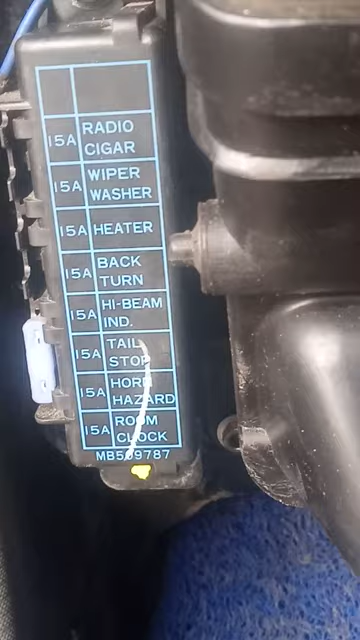 15A RADIO
CIGAR
15A WIPER
WASHER
15A HEATER
15A BACK
TURN
15A HI-BEAM
IND.
15A TAIL
STOP
15A HORN
HAZARD
15A ROOM
CLOCK
MB509787